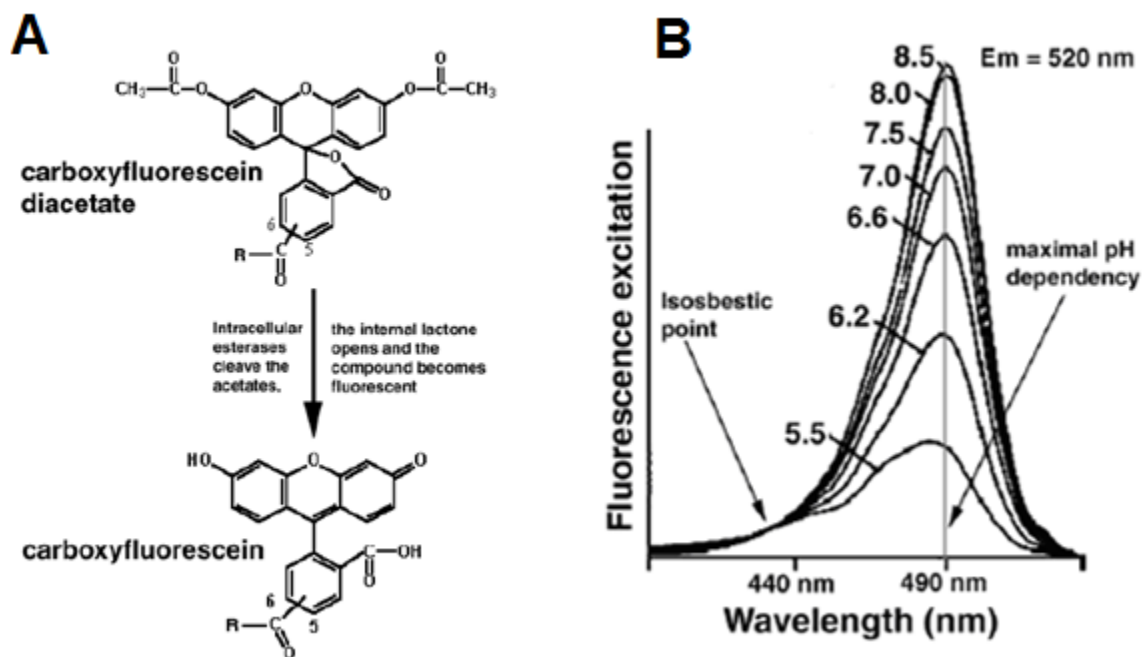 A
O
O
CH₃—C—O
O
O—C—CH₃
O
O
carboxyfluorescein
diacetate
6
5
R—C
O
Intracellular
esterases
cleave the
acetates.
the internal lactone
opens and the
compound becomes
fluorescent
HO
O
O
carboxyfluorescein
C—OH
O
6
5
R—C
O
B
Em = 520 nm
8.5
8.0
7.5
7.0
6.6
6.2
5.5
maximal pH
dependency
Isosbestic
point
Fluorescence excitation
440 nm
490 nm
Wavelength (nm)